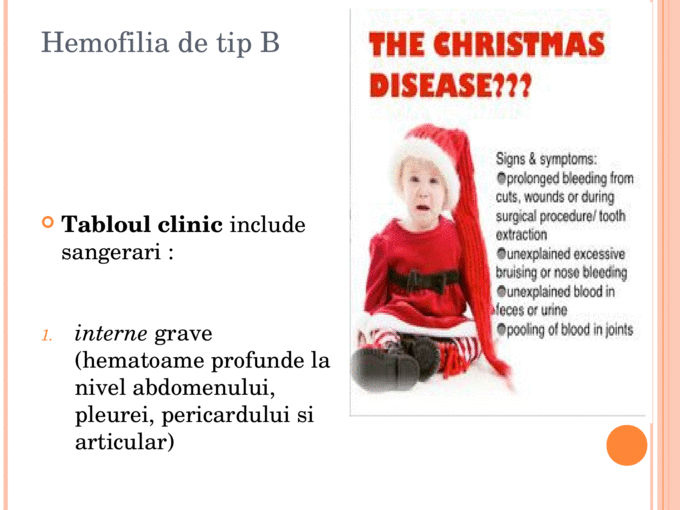 Hemofilia de tip B
Tabloul clinic include
sangerari :
1. interne grave
(hematoame profunde la
nivel abdomenului,
pleurei, pericardului si
articular)
THE CHRISTMAS
DISEASE???
Signs & symptoms:
●prolonged bleeding from
cuts, wounds or during
surgical procedure/ tooth
extraction
●unexplained excessive
bruising or nose bleeding
●unexplained blood in
feces or urine
●pooling of blood in joints